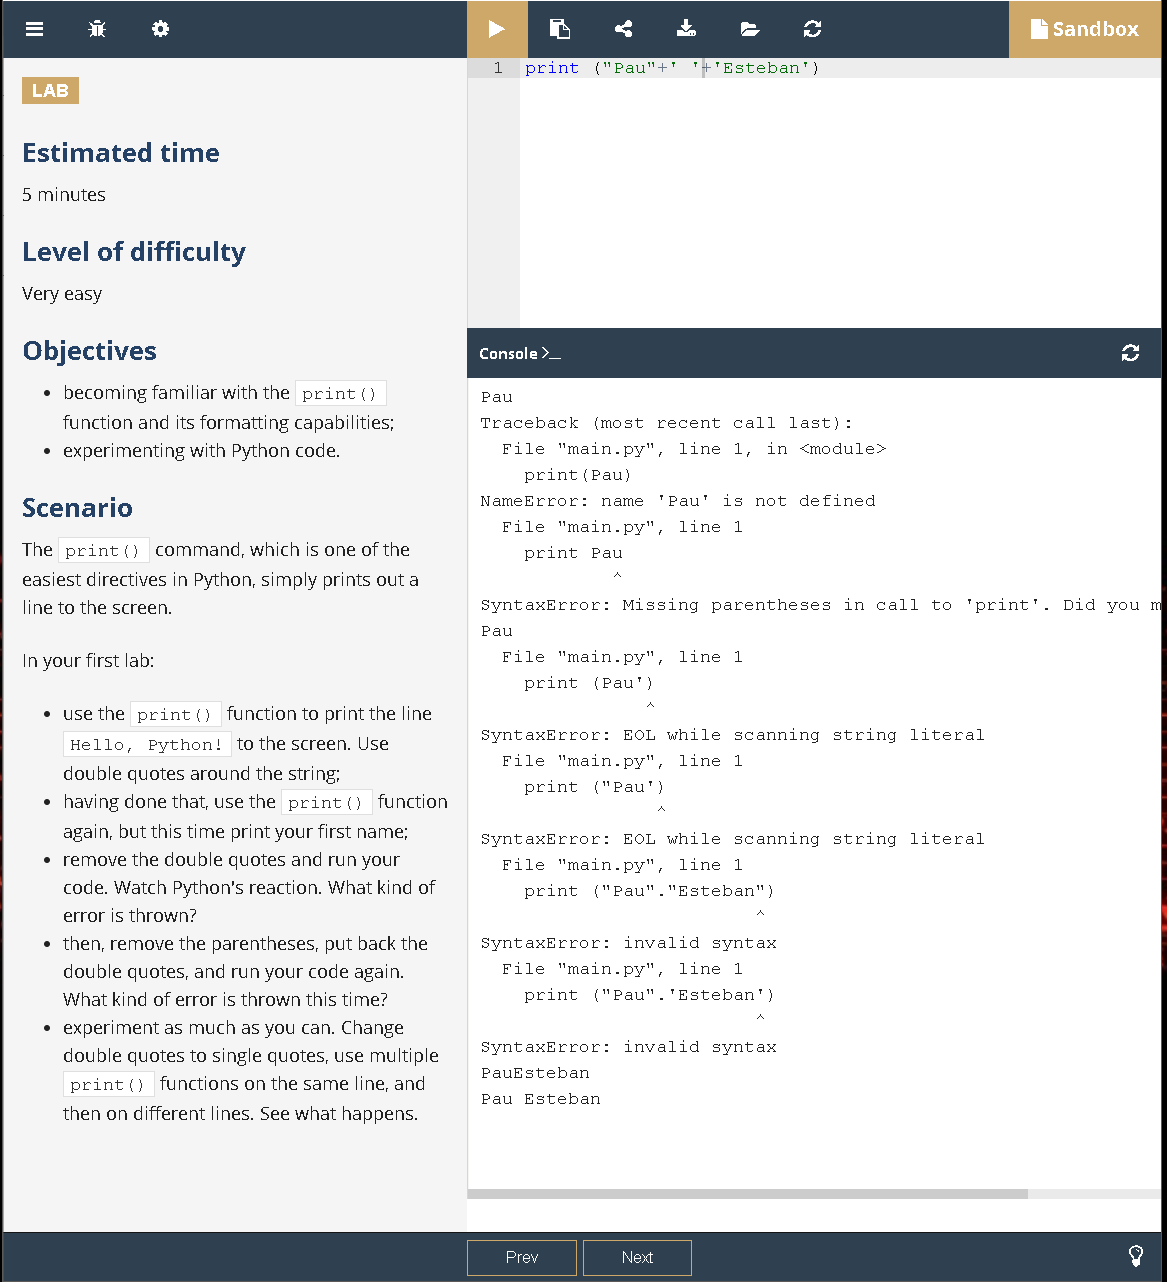 Sandbox
LAB
Estimated time
5 minutes
Level of difficulty
Very easy
Objectives
• becoming familiar with the print()
function and its formatting capabilities;
• experimenting with Python code.
Scenario
The print() command, which is one of the
easiest directives in Python, simply prints out a
line to the screen.
In your first lab:
• use the print() function to print the line
Hello, Python! to the screen. Use
double quotes around the string;
• having done that, use the print() function
again, but this time print your first name;
• remove the double quotes and run your
code. Watch Python's reaction. What kind of
error is thrown?
• then, remove the parentheses, put back the
double quotes, and run your code again.
What kind of error is thrown this time?
• experiment as much as you can. Change
double quotes to single quotes, use multiple
print() functions on the same line, and
then on different lines. See what happens.
1 print ("Pau"+' '+'Esteban')
Console >_
Pau
Traceback (most recent call last):
  File "main.py", line 1, in <module>
    print(Pau)
NameError: name 'Pau' is not defined
  File "main.py", line 1
    print Pau
            ^
SyntaxError: Missing parentheses in call to 'print'. Did you m
Pau
  File "main.py", line 1
    print (Pau')
               ^
SyntaxError: EOL while scanning string literal
  File "main.py", line 1
    print ("Pau')
                ^
SyntaxError: EOL while scanning string literal
  File "main.py", line 1
    print ("Pau"."Esteban")
                         ^
SyntaxError: invalid syntax
  File "main.py", line 1
    print ("Pau".'Esteban')
                         ^
SyntaxError: invalid syntax
PauEsteban
Pau Esteban
Prev
Next